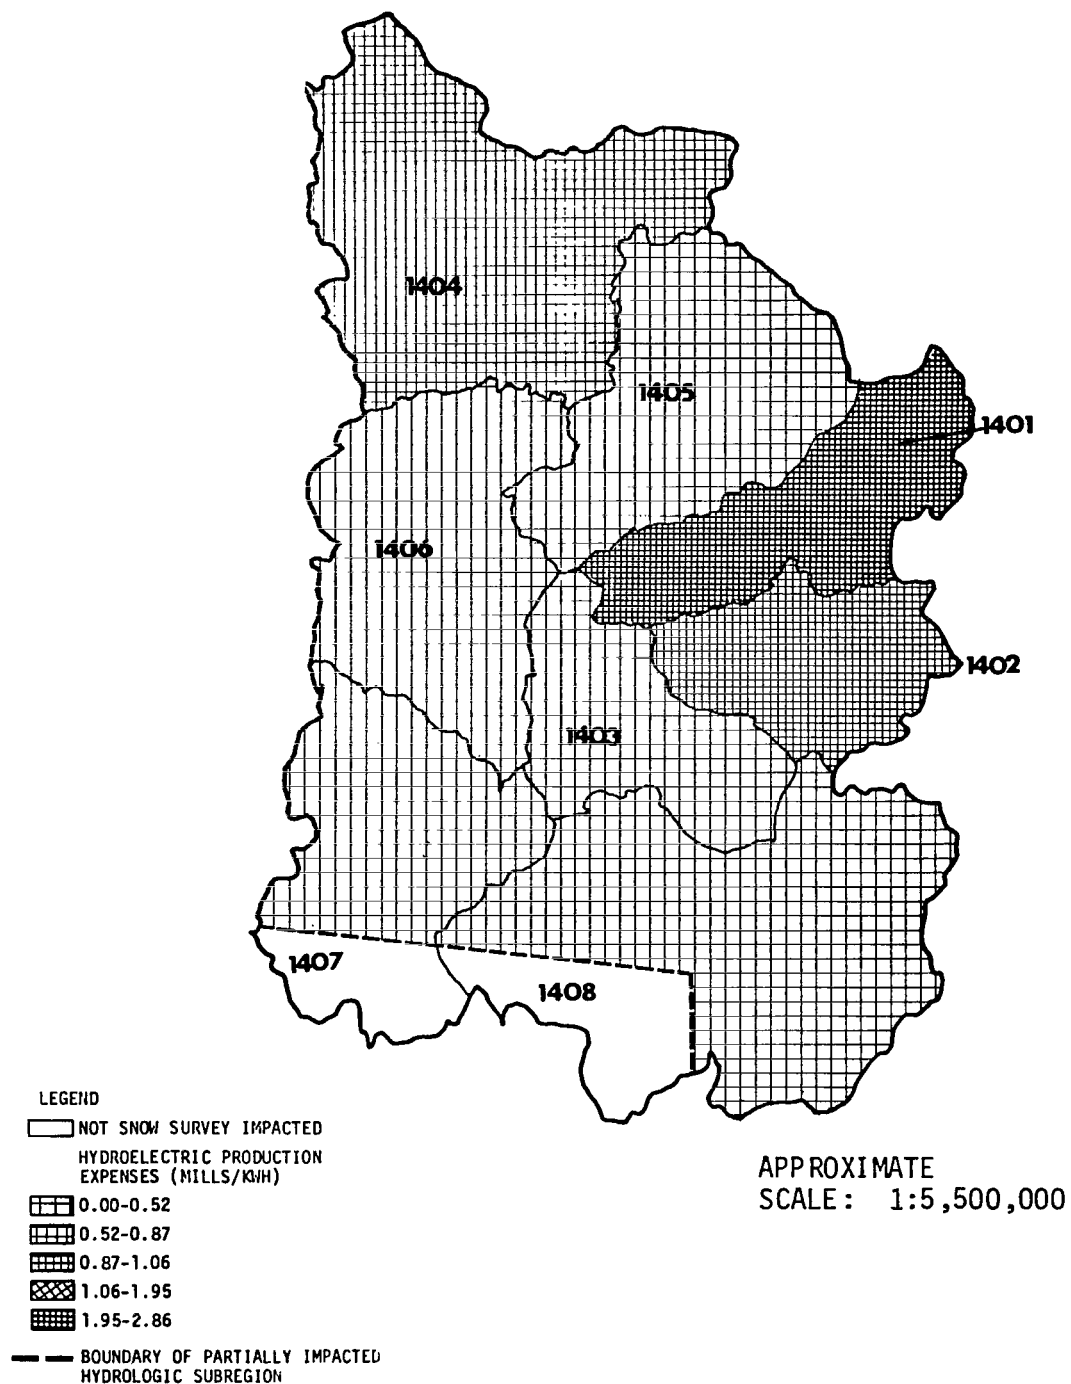 1404
1405
1401
1406
1402
1403
1407
1408
LEGEND
NOT SNOW SURVEY IMPACTED
HYDROELECTRIC PRODUCTION
EXPENSES (MILLS/KWH)
0.00-0.52
0.52-0.87
0.87-1.06
1.06-1.95
1.95-2.86
BOUNDARY OF PARTIALLY IMPACTED
HYDROLOGIC SUBREGION
APPROXIMATE
SCALE: 1:5,500,000